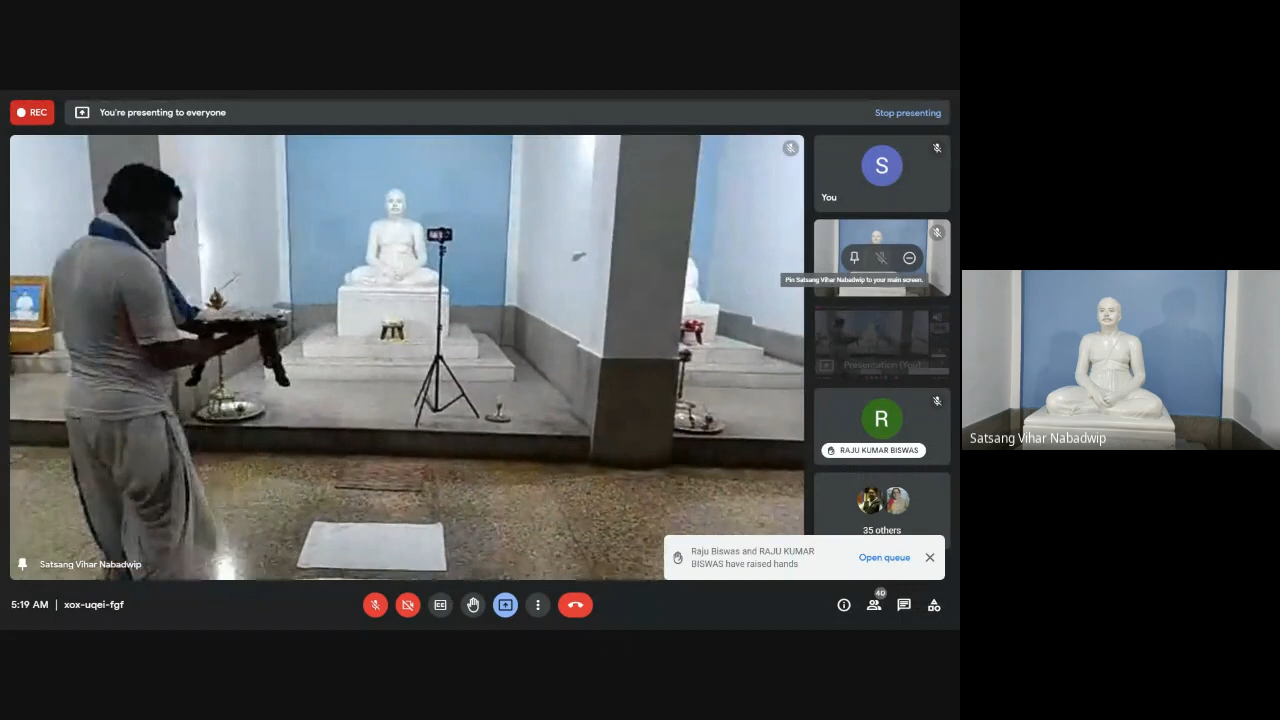 REC
You're presenting to everyone
Stop presenting
S
You
Pin Satsang Vihar Nabadwip to your main screen.
Presentation (You)
R
RAJU KUMAR BISWAS
35 others
Raju Biswas and RAJU KUMAR
BISWAS have raised hands
Open queue
Satsang Vihar Nabadwip
5:19 AM | xox-uqei-fgf
40
Satsang Vihar Nabadwip